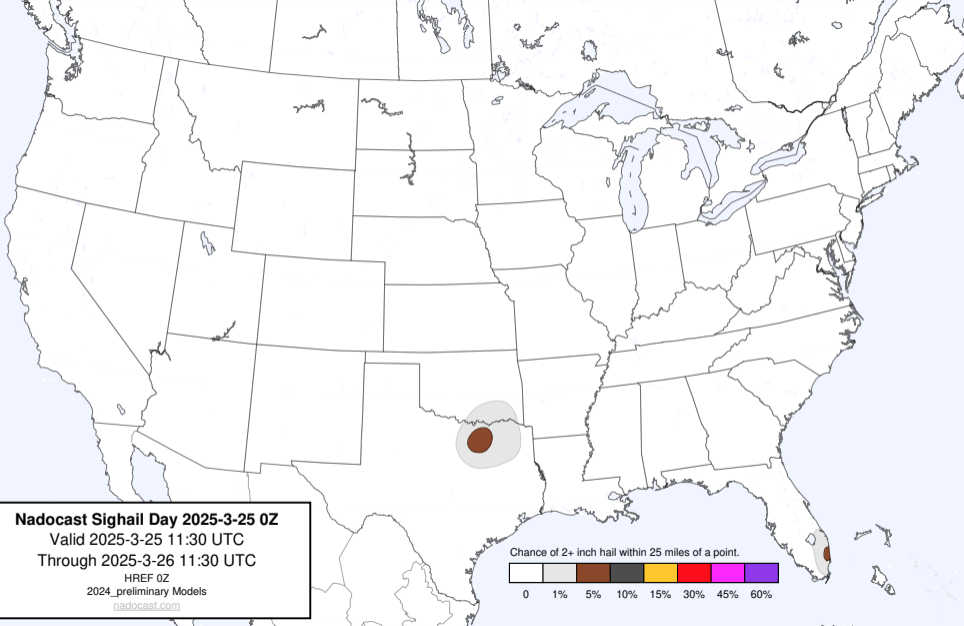 Nadocast Sighail Day 2025-3-25 0Z
Valid 2025-3-25 11:30 UTC
Through 2025-3-26 11:30 UTC
HREF 0Z
2024_preliminary Models
nadocast.com
Chance of 2+ inch hail within 25 miles of a point.
0 1% 5% 10% 15% 30% 45% 60%